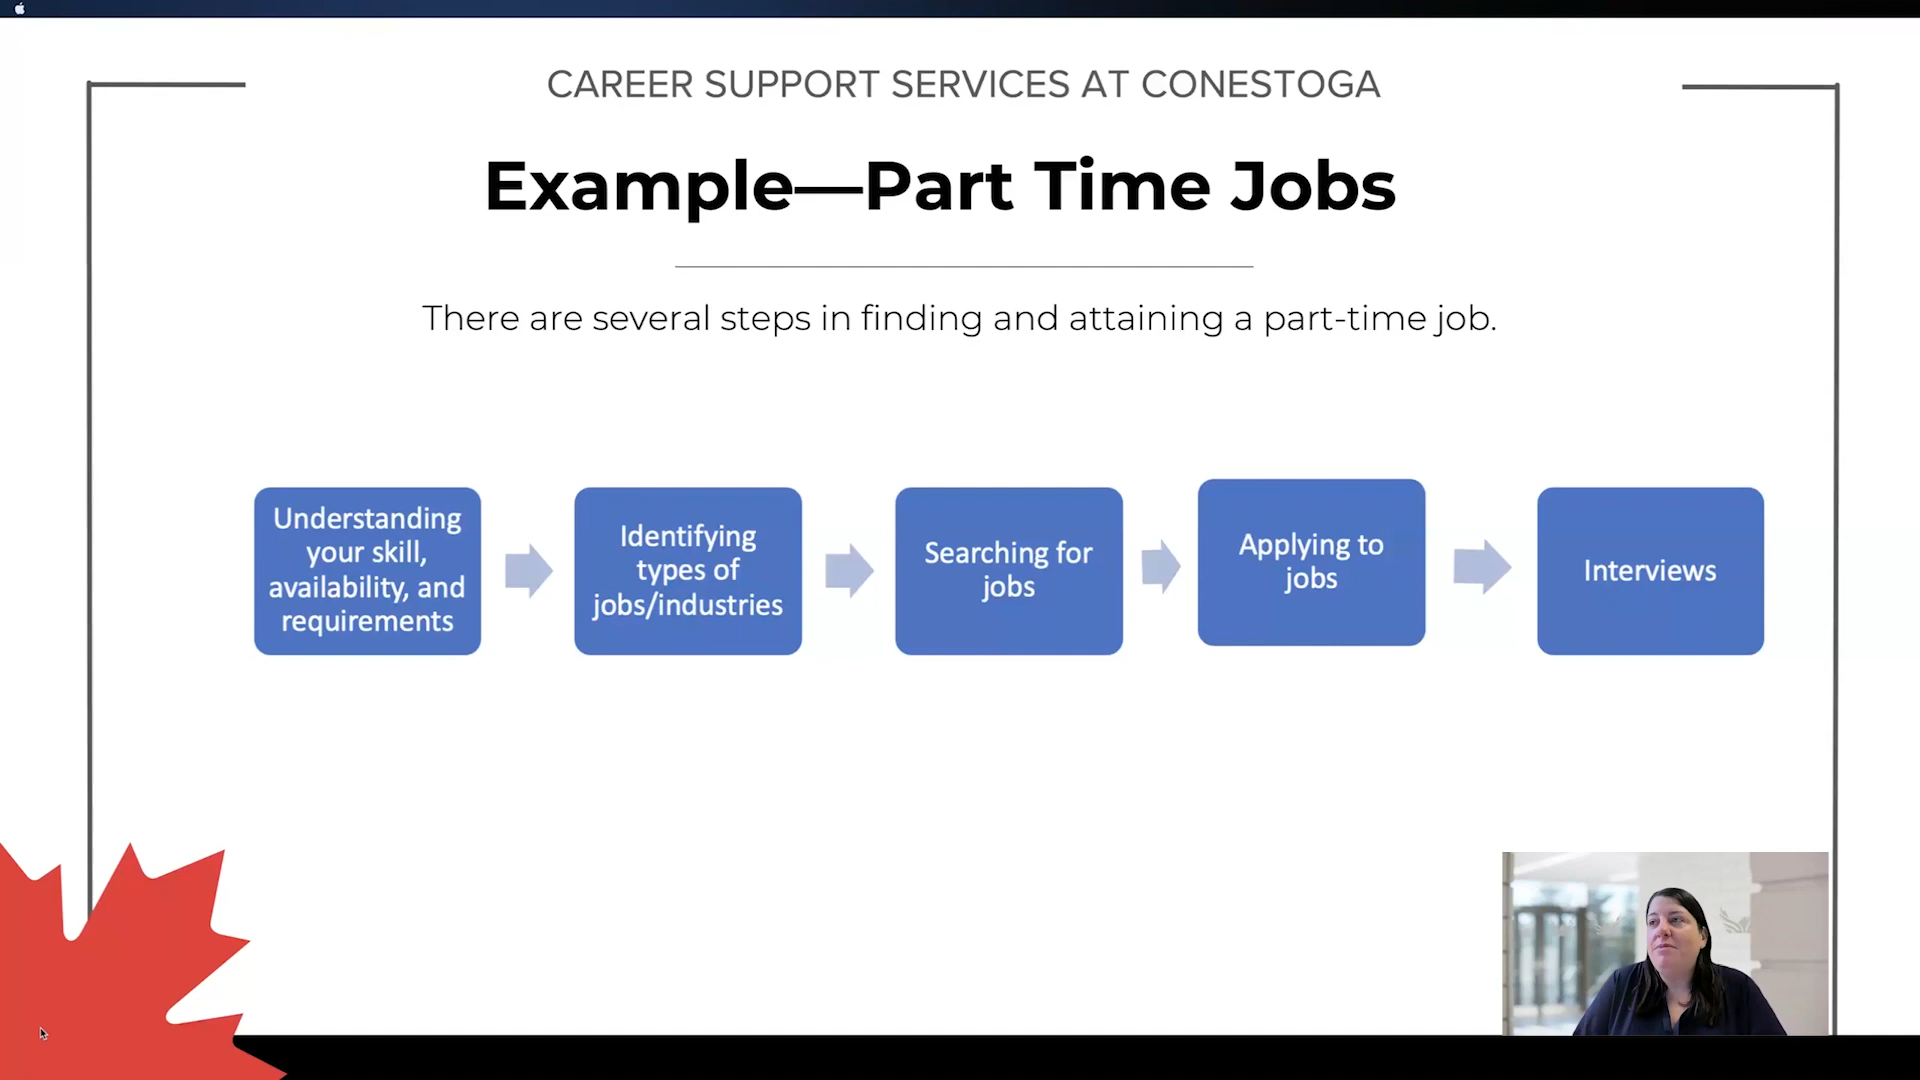 CAREER SUPPORT SERVICES AT CONESTOGA
Example—Part Time Jobs
There are several steps in finding and attaining a part-time job.
Understanding
your skill,
availability, and
requirements
Identifying
types of
jobs/industries
Searching for
jobs
Applying to
jobs
Interviews